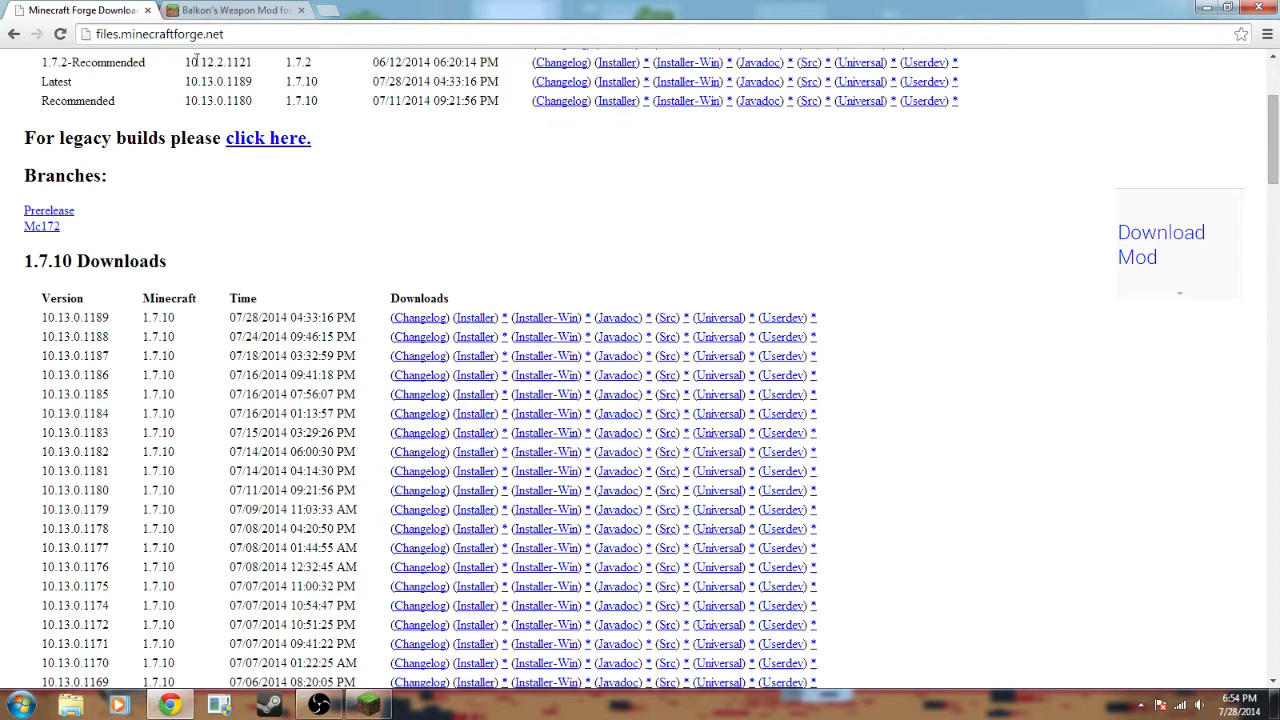 Minecraft Forge Downloa
Balkon's Weapon Mod fo
files.minecraftforge.net
1.7.2-Recommended 10.12.2.1121 1.7.2 06/12/2014 06:20:14 PM (Changelog) (Installer) * (Installer-Win) * (Javadoc) * (Src) * (Universal) * (Userdev) *
Latest 10.13.0.1189 1.7.10 07/28/2014 04:33:16 PM (Changelog) (Installer) * (Installer-Win) * (Javadoc) * (Src) * (Universal) * (Userdev) *
Recommended 10.13.0.1180 1.7.10 07/11/2014 09:21:56 PM (Changelog) (Installer) * (Installer-Win) * (Javadoc) * (Src) * (Universal) * (Userdev) *
For legacy builds please click here.
Branches:
Prerelease
Mc172
Download
Mod
1.7.10 Downloads
Version Minecraft Time Downloads
10.13.0.1189 1.7.10 07/28/2014 04:33:16 PM (Changelog) (Installer) * (Installer-Win) * (Javadoc) * (Src) * (Universal) * (Userdev) *
10.13.0.1188 1.7.10 07/24/2014 09:46:15 PM (Changelog) (Installer) * (Installer-Win) * (Javadoc) * (Src) * (Universal) * (Userdev) *
10.13.0.1187 1.7.10 07/18/2014 03:32:59 PM (Changelog) (Installer) * (Installer-Win) * (Javadoc) * (Src) * (Universal) * (Userdev) *
10.13.0.1186 1.7.10 07/16/2014 09:41:18 PM (Changelog) (Installer) * (Installer-Win) * (Javadoc) * (Src) * (Universal) * (Userdev) *
10.13.0.1185 1.7.10 07/16/2014 07:56:07 PM (Changelog) (Installer) * (Installer-Win) * (Javadoc) * (Src) * (Universal) * (Userdev) *
10.13.0.1184 1.7.10 07/16/2014 01:13:57 PM (Changelog) (Installer) * (Installer-Win) * (Javadoc) * (Src) * (Universal) * (Userdev) *
10.13.0.1183 1.7.10 07/15/2014 03:29:26 PM (Changelog) (Installer) * (Installer-Win) * (Javadoc) * (Src) * (Universal) * (Userdev) *
10.13.0.1182 1.7.10 07/14/2014 06:00:30 PM (Changelog) (Installer) * (Installer-Win) * (Javadoc) * (Src) * (Universal) * (Userdev) *
10.13.0.1181 1.7.10 07/14/2014 04:14:30 PM (Changelog) (Installer) * (Installer-Win) * (Javadoc) * (Src) * (Universal) * (Userdev) *
10.13.0.1180 1.7.10 07/11/2014 09:21:56 PM (Changelog) (Installer) * (Installer-Win) * (Javadoc) * (Src) * (Universal) * (Userdev) *
10.13.0.1179 1.7.10 07/09/2014 11:03:33 AM (Changelog) (Installer) * (Installer-Win) * (Javadoc) * (Src) * (Universal) * (Userdev) *
10.13.0.1178 1.7.10 07/08/2014 04:20:50 PM (Changelog) (Installer) * (Installer-Win) * (Javadoc) * (Src) * (Universal) * (Userdev) *
10.13.0.1177 1.7.10 07/08/2014 01:44:55 AM (Changelog) (Installer) * (Installer-Win) * (Javadoc) * (Src) * (Universal) * (Userdev) *
10.13.0.1176 1.7.10 07/08/2014 12:32:45 AM (Changelog) (Installer) * (Installer-Win) * (Javadoc) * (Src) * (Universal) * (Userdev) *
10.13.0.1175 1.7.10 07/07/2014 11:00:32 PM (Changelog) (Installer) * (Installer-Win) * (Javadoc) * (Src) * (Universal) * (Userdev) *
10.13.0.1174 1.7.10 07/07/2014 10:54:47 PM (Changelog) (Installer) * (Installer-Win) * (Javadoc) * (Src) * (Universal) * (Userdev) *
10.13.0.1172 1.7.10 07/07/2014 10:51:25 PM (Changelog) (Installer) * (Installer-Win) * (Javadoc) * (Src) * (Universal) * (Userdev) *
10.13.0.1171 1.7.10 07/07/2014 09:41:22 PM (Changelog) (Installer) * (Installer-Win) * (Javadoc) * (Src) * (Universal) * (Userdev) *
10.13.0.1170 1.7.10 07/07/2014 01:22:25 AM (Changelog) (Installer) * (Installer-Win) * (Javadoc) * (Src) * (Universal) * (Userdev) *
10.13.0.1169 1.7.10 07/06/2014 08:20:05 PM (Changelog) (Installer) * (Installer-Win) * (Javadoc) * (Src) * (Universal) * (Userdev) *
6:54 PM
7/28/2014